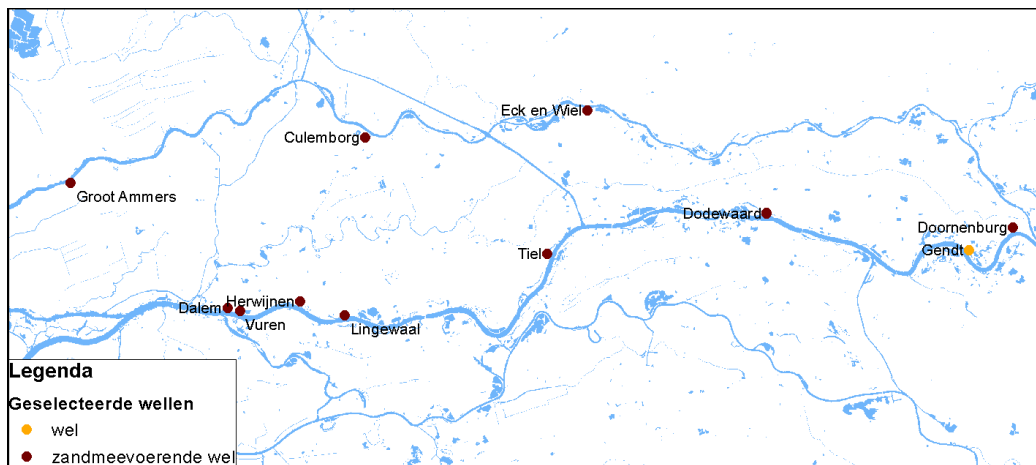 Eck en Wiel
Culemborg
Groot Ammers
Dodewaard
Doornenburg
Gendt
Tiel
Herwijnen
Dalem
Vuren
Lingewaal
Legenda
Geselecteerde wellen
wel
zandmeevoerende wel